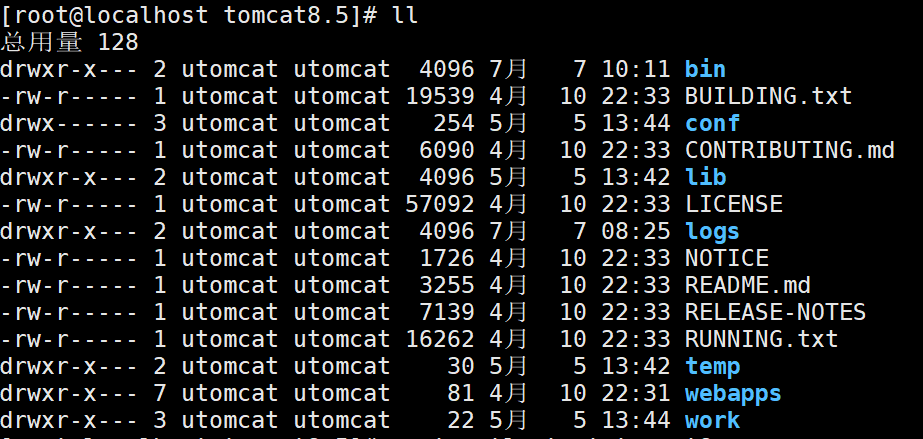 [root@localhost tomcat8.5]# ll
总用量 128
drwxr-x--- 2 utomcat utomcat  4096 7月   7 10:11 bin
-rw-r----- 1 utomcat utomcat 19539 4月  10 22:33 BUILDING.txt
drwx------ 3 utomcat utomcat   254 5月   5 13:44 conf
-rw-r----- 1 utomcat utomcat  6090 4月  10 22:33 CONTRIBUTING.md
drwxr-x--- 2 utomcat utomcat  4096 5月   5 13:42 lib
-rw-r----- 1 utomcat utomcat 57092 4月  10 22:33 LICENSE
drwxr-x--- 2 utomcat utomcat  4096 7月   7 08:25 logs
-rw-r----- 1 utomcat utomcat  1726 4月  10 22:33 NOTICE
-rw-r----- 1 utomcat utomcat  3255 4月  10 22:33 README.md
-rw-r----- 1 utomcat utomcat  7139 4月  10 22:33 RELEASE-NOTES
-rw-r----- 1 utomcat utomcat 16262 4月  10 22:33 RUNNING.txt
drwxr-x--- 2 utomcat utomcat    30 5月   5 13:42 temp
drwxr-x--- 7 utomcat utomcat    81 4月  10 22:31 webapps
drwxr-x--- 3 utomcat utomcat    22 5月   5 13:44 work